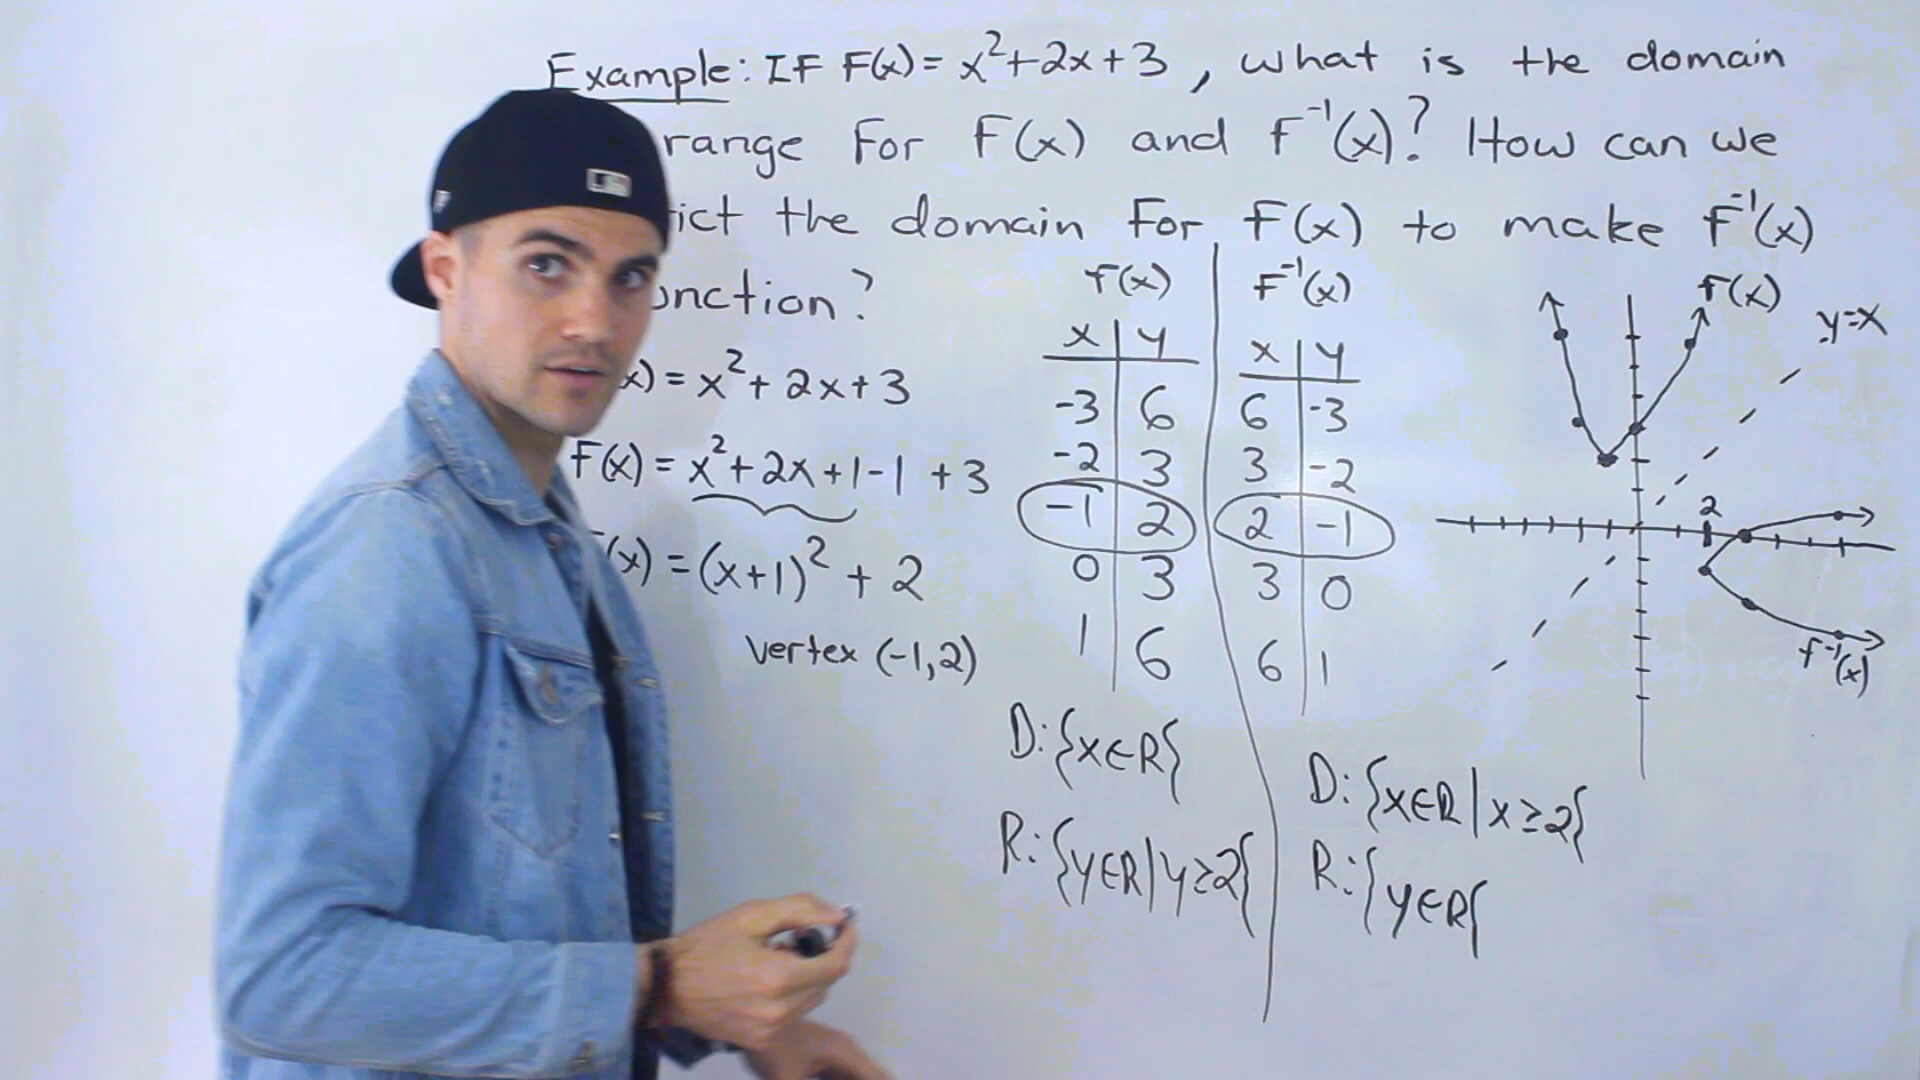 Example: IF F(x) = x²+2x+3, what is the domain
range For F(x) and f⁻¹(x)? How can we
ict the domain For F(x) to make F⁻¹(x)
unction?
x) = x² + 2x + 3
F(x) = x² + 2x + 1 - 1 + 3
(x) = (x+1)² + 2
vertex (-1,2)
f(x)
x | y
-3 | 6
-2 | 3
-1 | 2
0 | 3
1 | 6
D: {x∈R}
R: {y∈R | y≥2}
F⁻¹(x)
x | y
6 | -3
3 | -2
2 | -1
3 | 0
6 | 1
D: {x∈R | x≥2}
R: {y∈R}
f(x)
y=x
2
f⁻¹(x)